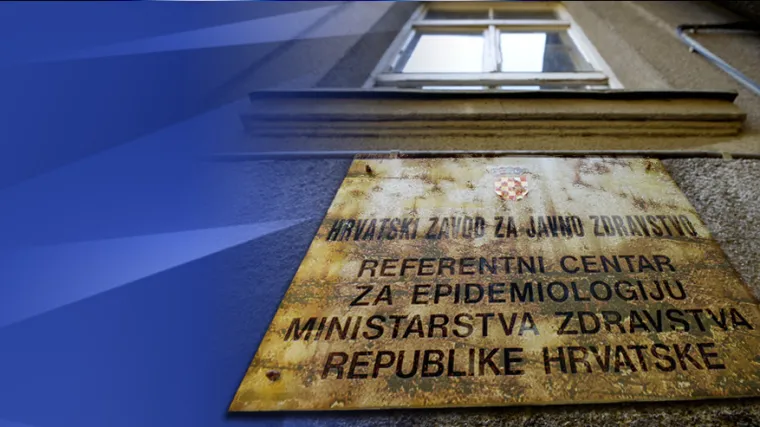 HRVATSKI ZAVOD ZA JAVNO ZDRAVSTVO
REFERENTNI CENTAR
ZA EPIDEMIOLOGIJU
MINISTARSTVA ZDRAVSTVA
REPUBLIKE HRVATSKE